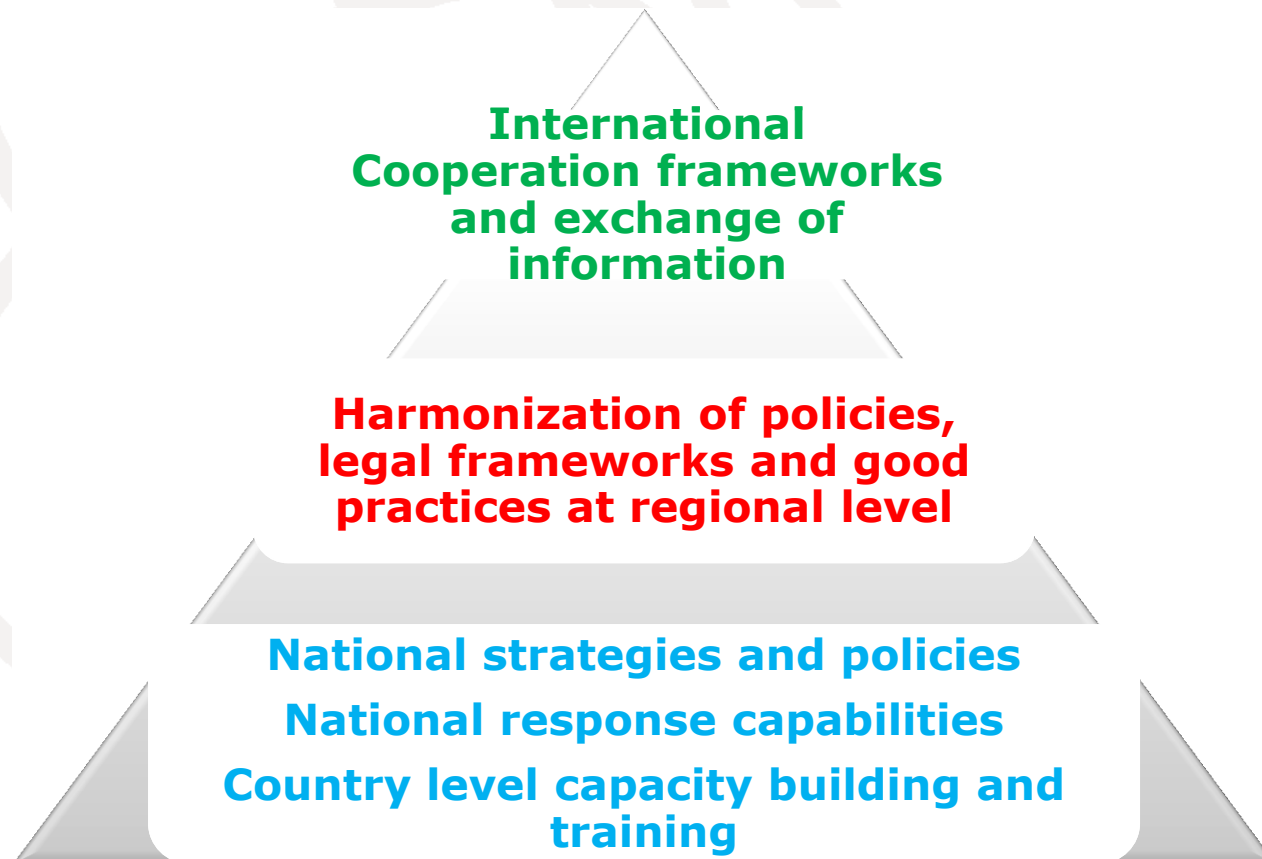 International
Cooperation frameworks
and exchange of
information
Harmonization of policies,
legal frameworks and good
practices at regional level
National strategies and policies
National response capabilities
Country level capacity building and
training